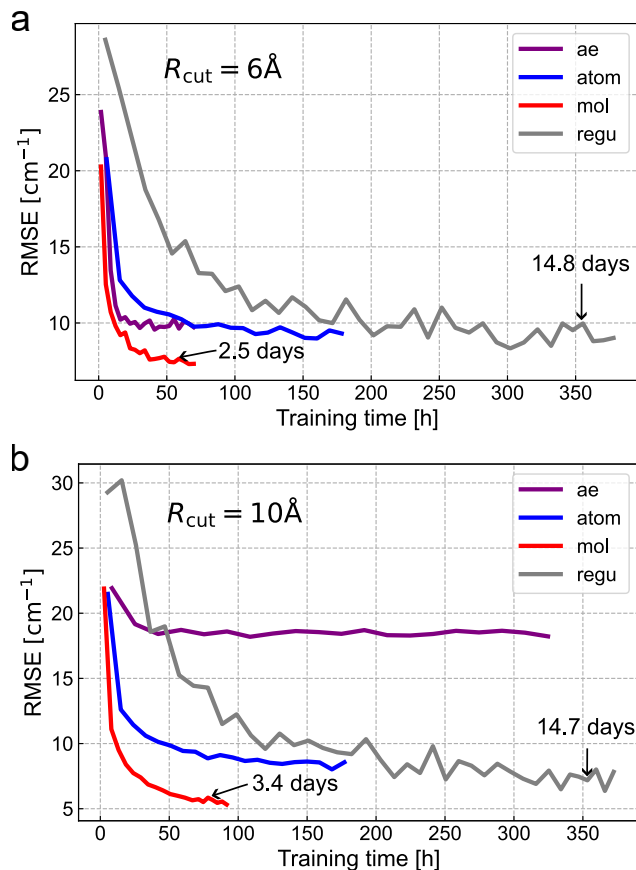 a
R_cut = 6Å
ae
atom
mol
regu
RMSE [cm⁻¹]
25
20
15
10
14.8 days
2.5 days
0 50 100 150 200 250 300 350
Training time [h]
b
R_cut = 10Å
ae
atom
mol
regu
RMSE [cm⁻¹]
30
25
20
15
10
5
14.7 days
3.4 days
0 50 100 150 200 250 300 350
Training time [h]